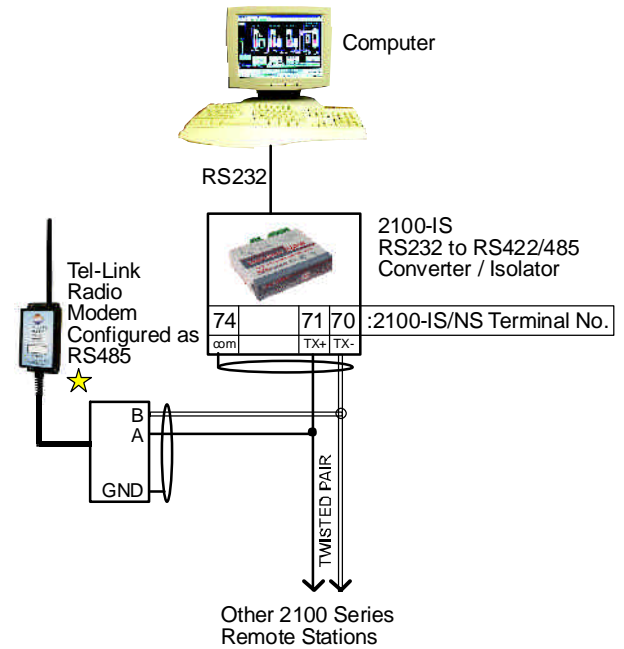 Computer
RS232
2100-IS
RS232 to RS422/485
Converter / Isolator
Tel-Link
Radio
Modem
Configured as
RS485
74 71 70 :2100-IS/NS Terminal No.
com TX+ TX-
B
A
GND
TWISTED PAIR
Other 2100 Series
Remote Stations